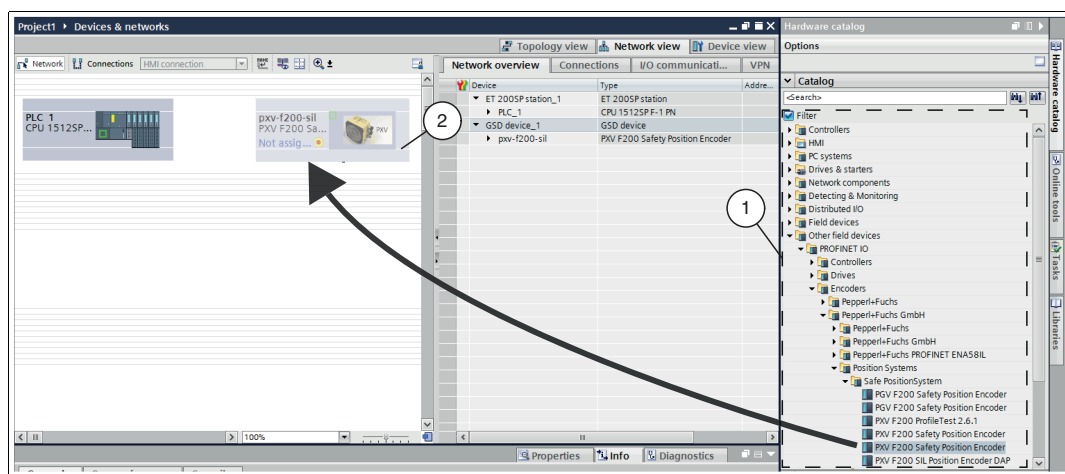 Project1 ▸ Devices & networks
Topology view Network view Device view
Network Connections HMI connection
PLC 1
CPU 1512SP...
pxv-f200-sil
PXV F200 Sa...
Not assig...
PXV
2
100%
Network overview Connections I/O communicati... VPN
Device Type Addre...
ET 200SP station_1 ET 200SP station
PLC_1 CPU 1512SP F-1 PN
GSD device_1 GSD device
pxv-f200-sil PXV F200 Safety Position Encoder
1
Properties Info Diagnostics
Hardware catalog
Options
Catalog
<Search>
Filter
Controllers
HMI
PC systems
Drives & starters
Network components
Detecting & Monitoring
Distributed I/O
Field devices
Other field devices
PROFINET IO
Controllers
Drives
Encoders
Pepperl+Fuchs
Pepperl+Fuchs GmbH
Pepperl+Fuchs
Pepperl+Fuchs GmbH
Pepperl+Fuchs PROFINET ENA58IL
Position Systems
Safe PositionSystem
PGV F200 Safety Position Encoder
PGV F200 Safety Position Encoder
PXV F200 ProfileTest 2.6.1
PXV F200 Safety Position Encoder
PXV F200 Safety Position Encoder
PXV F200 SIL Position Encoder DAP
Hardware catalog
Online tools
Tasks
Libraries